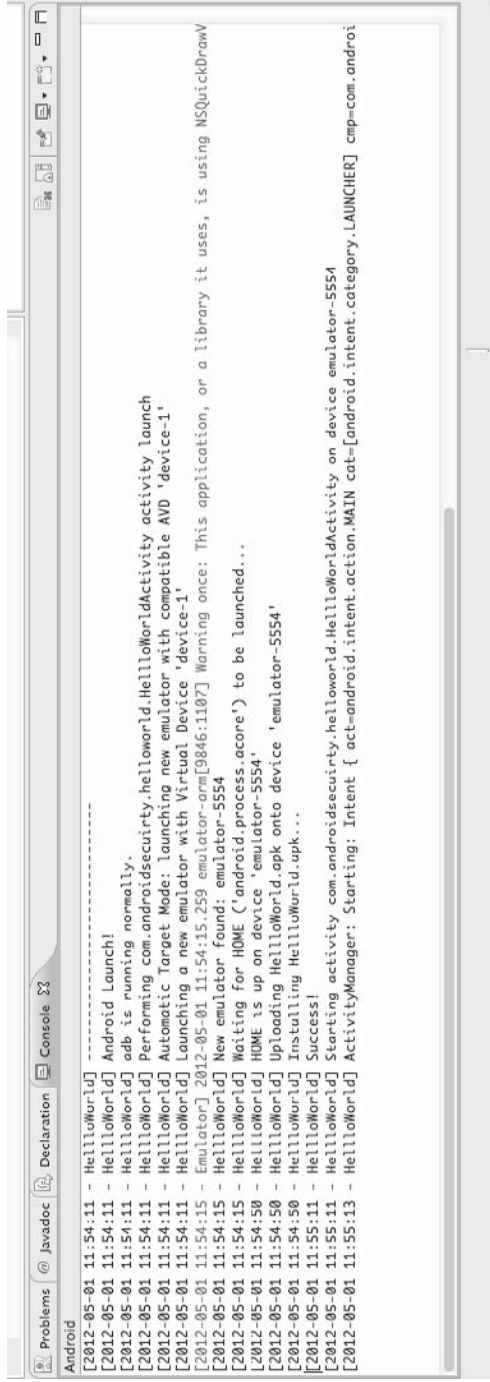 Problems @ Javadoc Declaration Console
Android
[2012-05-01 11:54:11 - HellloWorld] ------------------------------
[2012-05-01 11:54:11 - HellloWorld] Android Launch!
[2012-05-01 11:54:11 - HellloWorld] adb is running normally.
[2012-05-01 11:54:11 - HellloWorld] Performing com.androidsecuirty.helloworld.HellloWorldActivity activity launch
[2012-05-01 11:54:11 - HellloWorld] Automatic Target Mode: launching new emulator with compatible AVD 'device-1'
[2012-05-01 11:54:11 - HellloWorld] Launching a new emulator with Virtual Device 'device-1'
[2012-05-01 11:54:15 - Emulator] 2012-05-01 11:54:15.259 emulator-arm[9846:1107] Warning once: This application, or a library it uses, is using NSQuickDrawV
[2012-05-01 11:54:15 - HellloWorld] New emulator found: emulator-5554
[2012-05-01 11:54:15 - HellloWorld] Waiting for HOME ('android.process.acore') to be launched...
[2012-05-01 11:54:50 - HellloWorld] HOME is up on device 'emulator-5554'
[2012-05-01 11:54:50 - HellloWorld] Uploading HellloWorld.apk onto device 'emulator-5554'
[2012-05-01 11:54:50 - HellloWorld] Installing HellloWorld.apk...
[2012-05-01 11:55:11 - HellloWorld] Success!
[2012-05-01 11:55:11 - HellloWorld] Starting activity com.androidsecuirty.helloworld.HellloWorldActivity on device emulator-5554
[2012-05-01 11:55:13 - HellloWorld] ActivityManager: Starting: Intent { act=android.intent.action.MAIN cat=[android.intent.category.LAUNCHER] cmp=com.androi